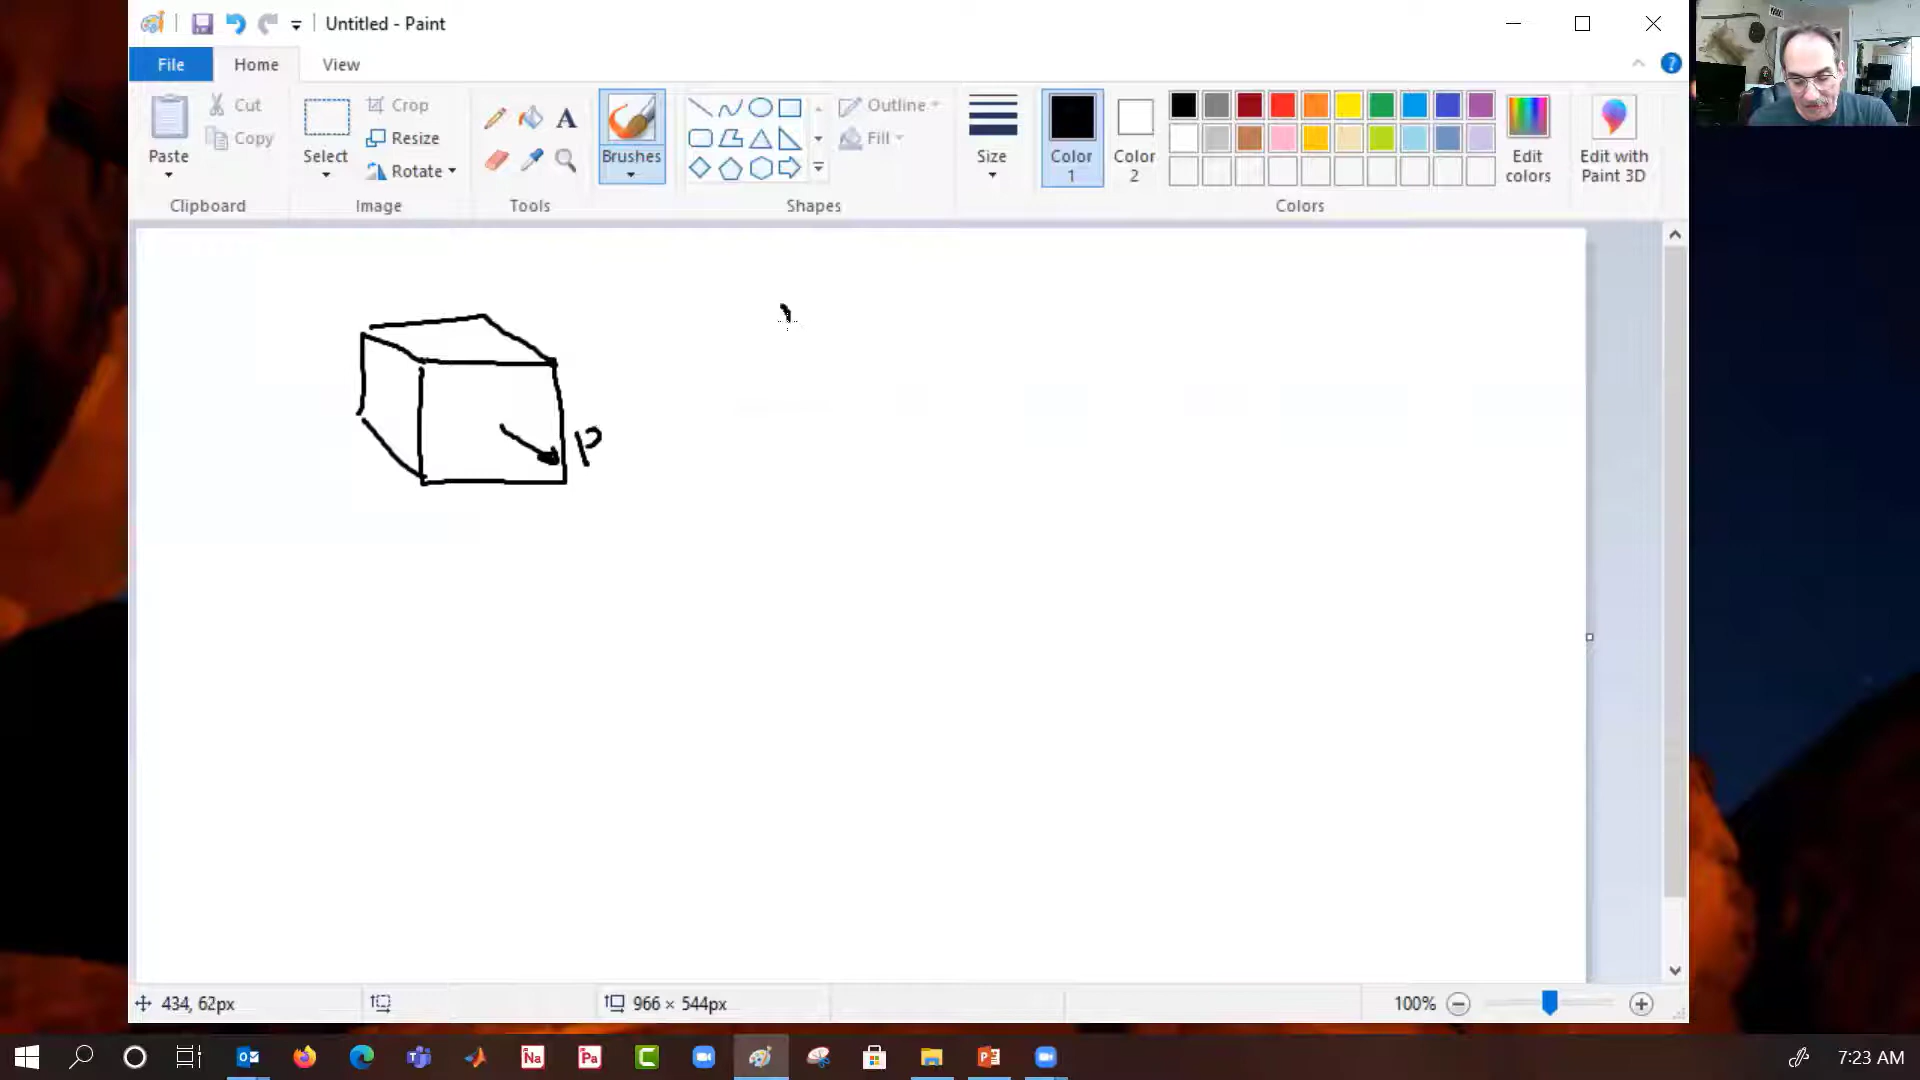 Untitled - Paint
File Home View
Paste
Cut
Copy
Clipboard
Select
Crop
Resize
Rotate
Image
A
Tools
Brushes
Shapes
Outline
Fill
Size
Color 1
Color 2
Edit colors
Edit with Paint 3D
Colors
?
P
434, 62px
966 × 544px
100%
Na
Pa
C
7:23 AM